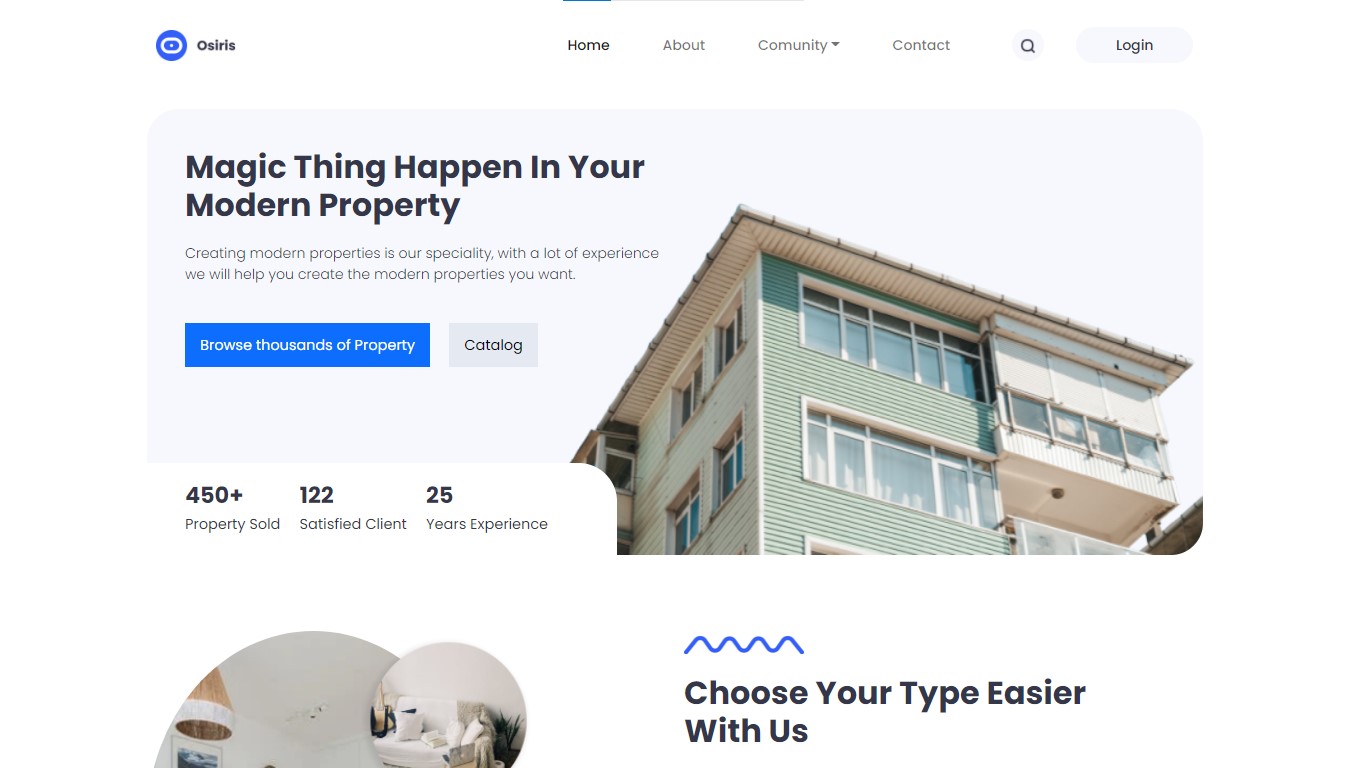 Osiris
Home
About
Comunity
Contact
Login
Magic Thing Happen In Your
Modern Property
Creating modern properties is our speciality, with a lot of experience
we will help you create the modern properties you want.
Browse thousands of Property
Catalog
450+
Property Sold
122
Satisfied Client
25
Years Experience
Choose Your Type Easier
With Us